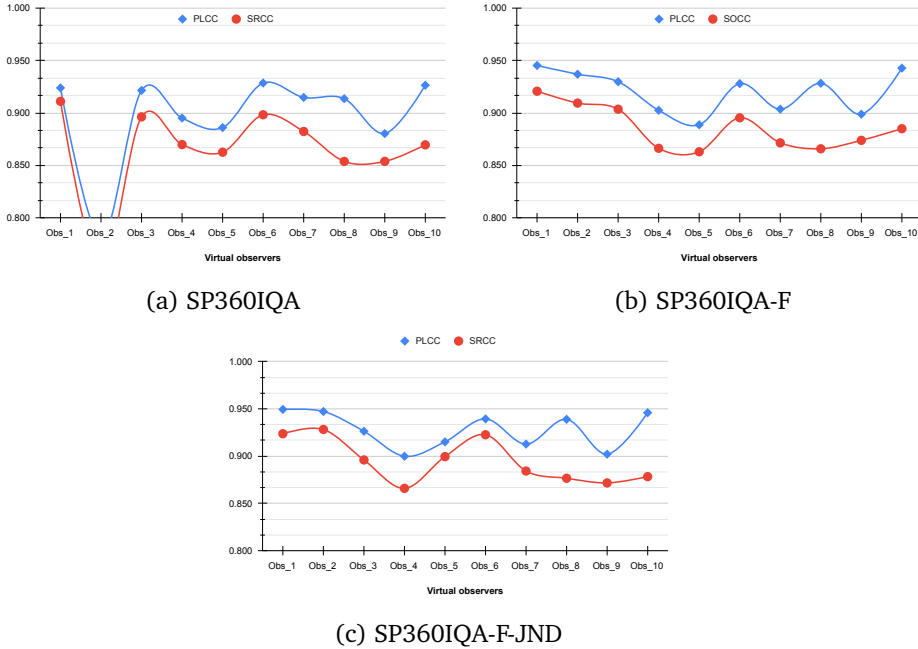 PLCC SRCC
1.000
0.950
0.900
0.850
0.800
Obs_1 Obs_2 Obs_3 Obs_4 Obs_5 Obs_6 Obs_7 Obs_8 Obs_9 Obs_10
Virtual observers
(a) SP360IQA
PLCC SOCC
1.000
0.950
0.900
0.850
0.800
Obs_1 Obs_2 Obs_3 Obs_4 Obs_5 Obs_6 Obs_7 Obs_8 Obs_9 Obs_10
Virtual observers
(b) SP360IQA-F
PLCC SRCC
1.000
0.950
0.900
0.850
0.800
Obs_1 Obs_2 Obs_3 Obs_4 Obs_5 Obs_6 Obs_7 Obs_8 Obs_9 Obs_10
Virtual observers
(c) SP360IQA-F-JND